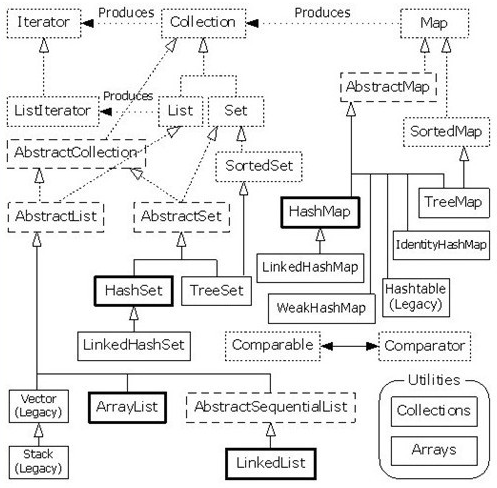 Produces
Produces
Iterator
Collection
Map
AbstractMap
ListIterator
Produces
List
Set
SortedMap
AbstractCollection
SortedSet
TreeMap
AbstractList
AbstractSet
HashMap
IdentityHashMap
LinkedHashMap
HashSet
TreeSet
Hashtable
(Legacy)
WeakHashMap
LinkedHashSet
Comparable
Comparator
Utilities
Vector
(Legacy)
ArrayList
AbstractSequentialList
Collections
Stack
(Legacy)
LinkedList
Arrays